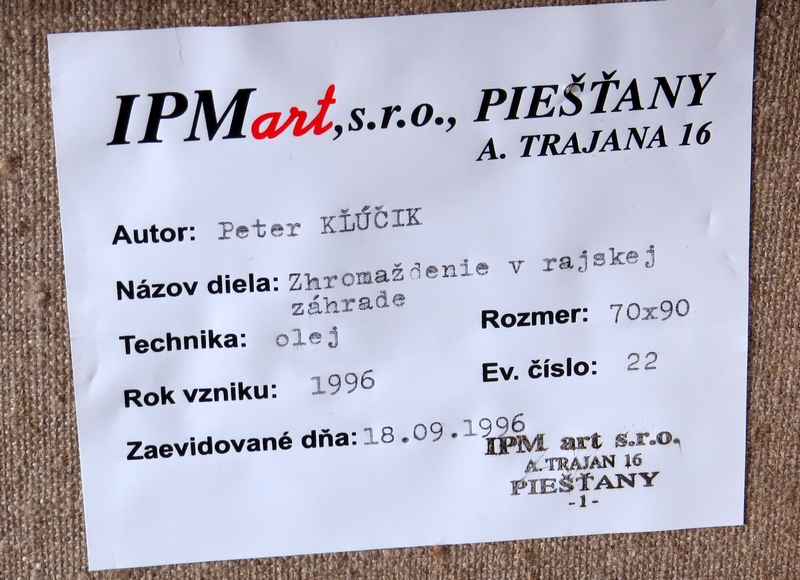 IPMart, s.r.o., PIEŠŤANY
A. TRAJANA 16
Autor: Peter KĽÚČIK
Názov diela: Zhromaždenie v rajskej
záhrade
Technika: olej
Rozmer: 70x90
Rok vzniku: 1996
Ev. číslo: 22
Zaevidované dňa: 18.09.1996
IPM art s.r.o.
A. TRAJAN 16
PIEŠŤANY
-1-